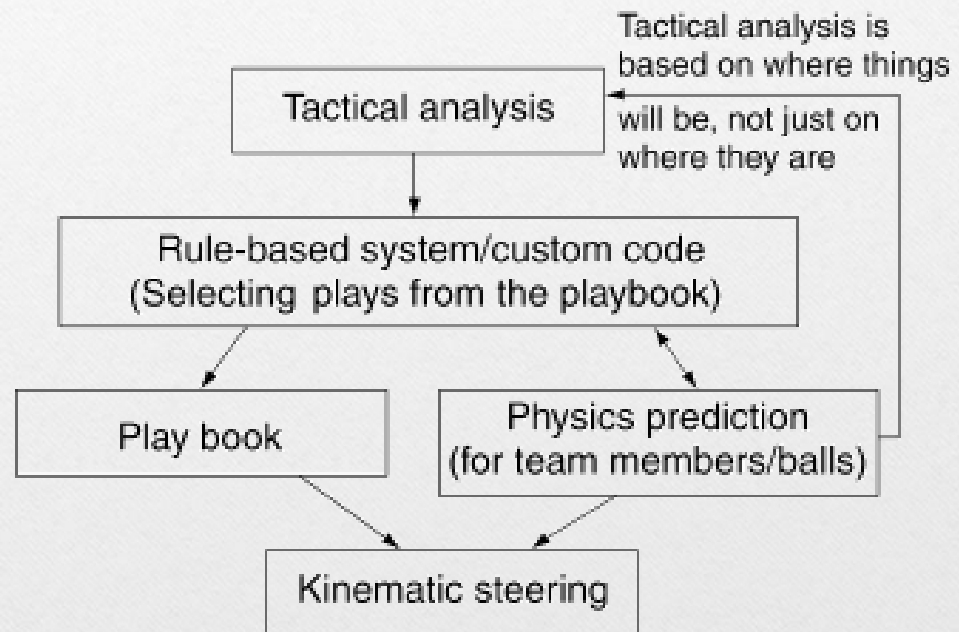 Tactical analysis is
based on where things
will be, not just on
where they are
Tactical analysis
Rule-based system/custom code
(Selecting plays from the playbook)
Play book
Physics prediction
(for team members/balls)
Kinematic steering